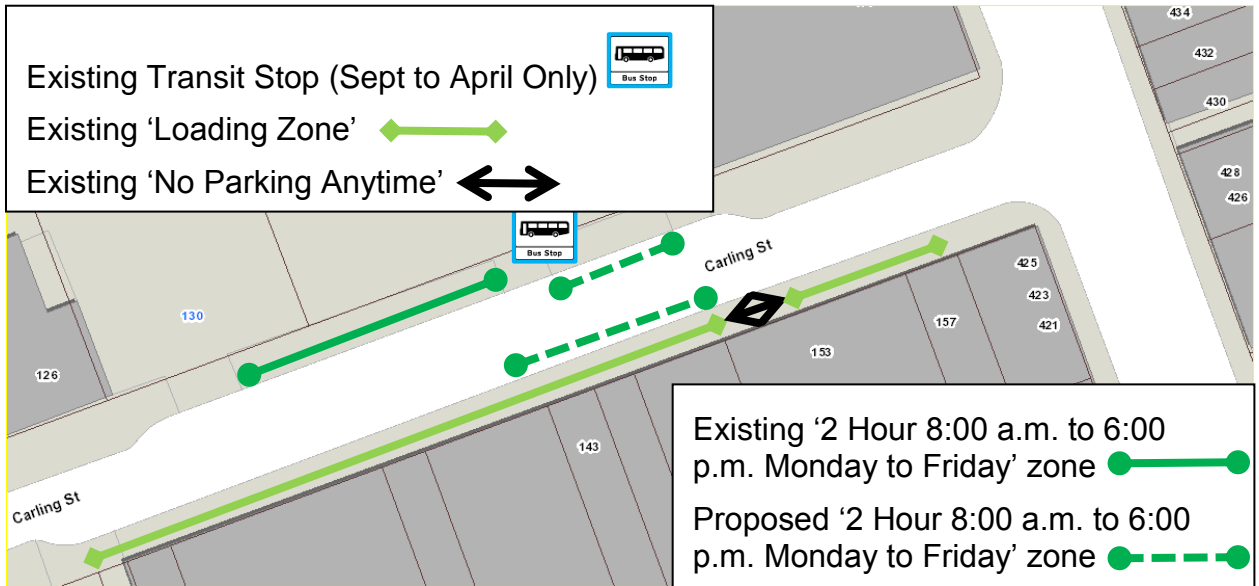 Existing Transit Stop (Sept to April Only)
Bus Stop
Existing ‘Loading Zone’
Existing ‘No Parking Anytime’
434
432
430
428
426
Bus Stop
Carling St
130
126
425
423
421
157
153
143
Carling St
Existing ‘2 Hour 8:00 a.m. to 6:00
p.m. Monday to Friday’ zone
Proposed ‘2 Hour 8:00 a.m. to 6:00
p.m. Monday to Friday’ zone